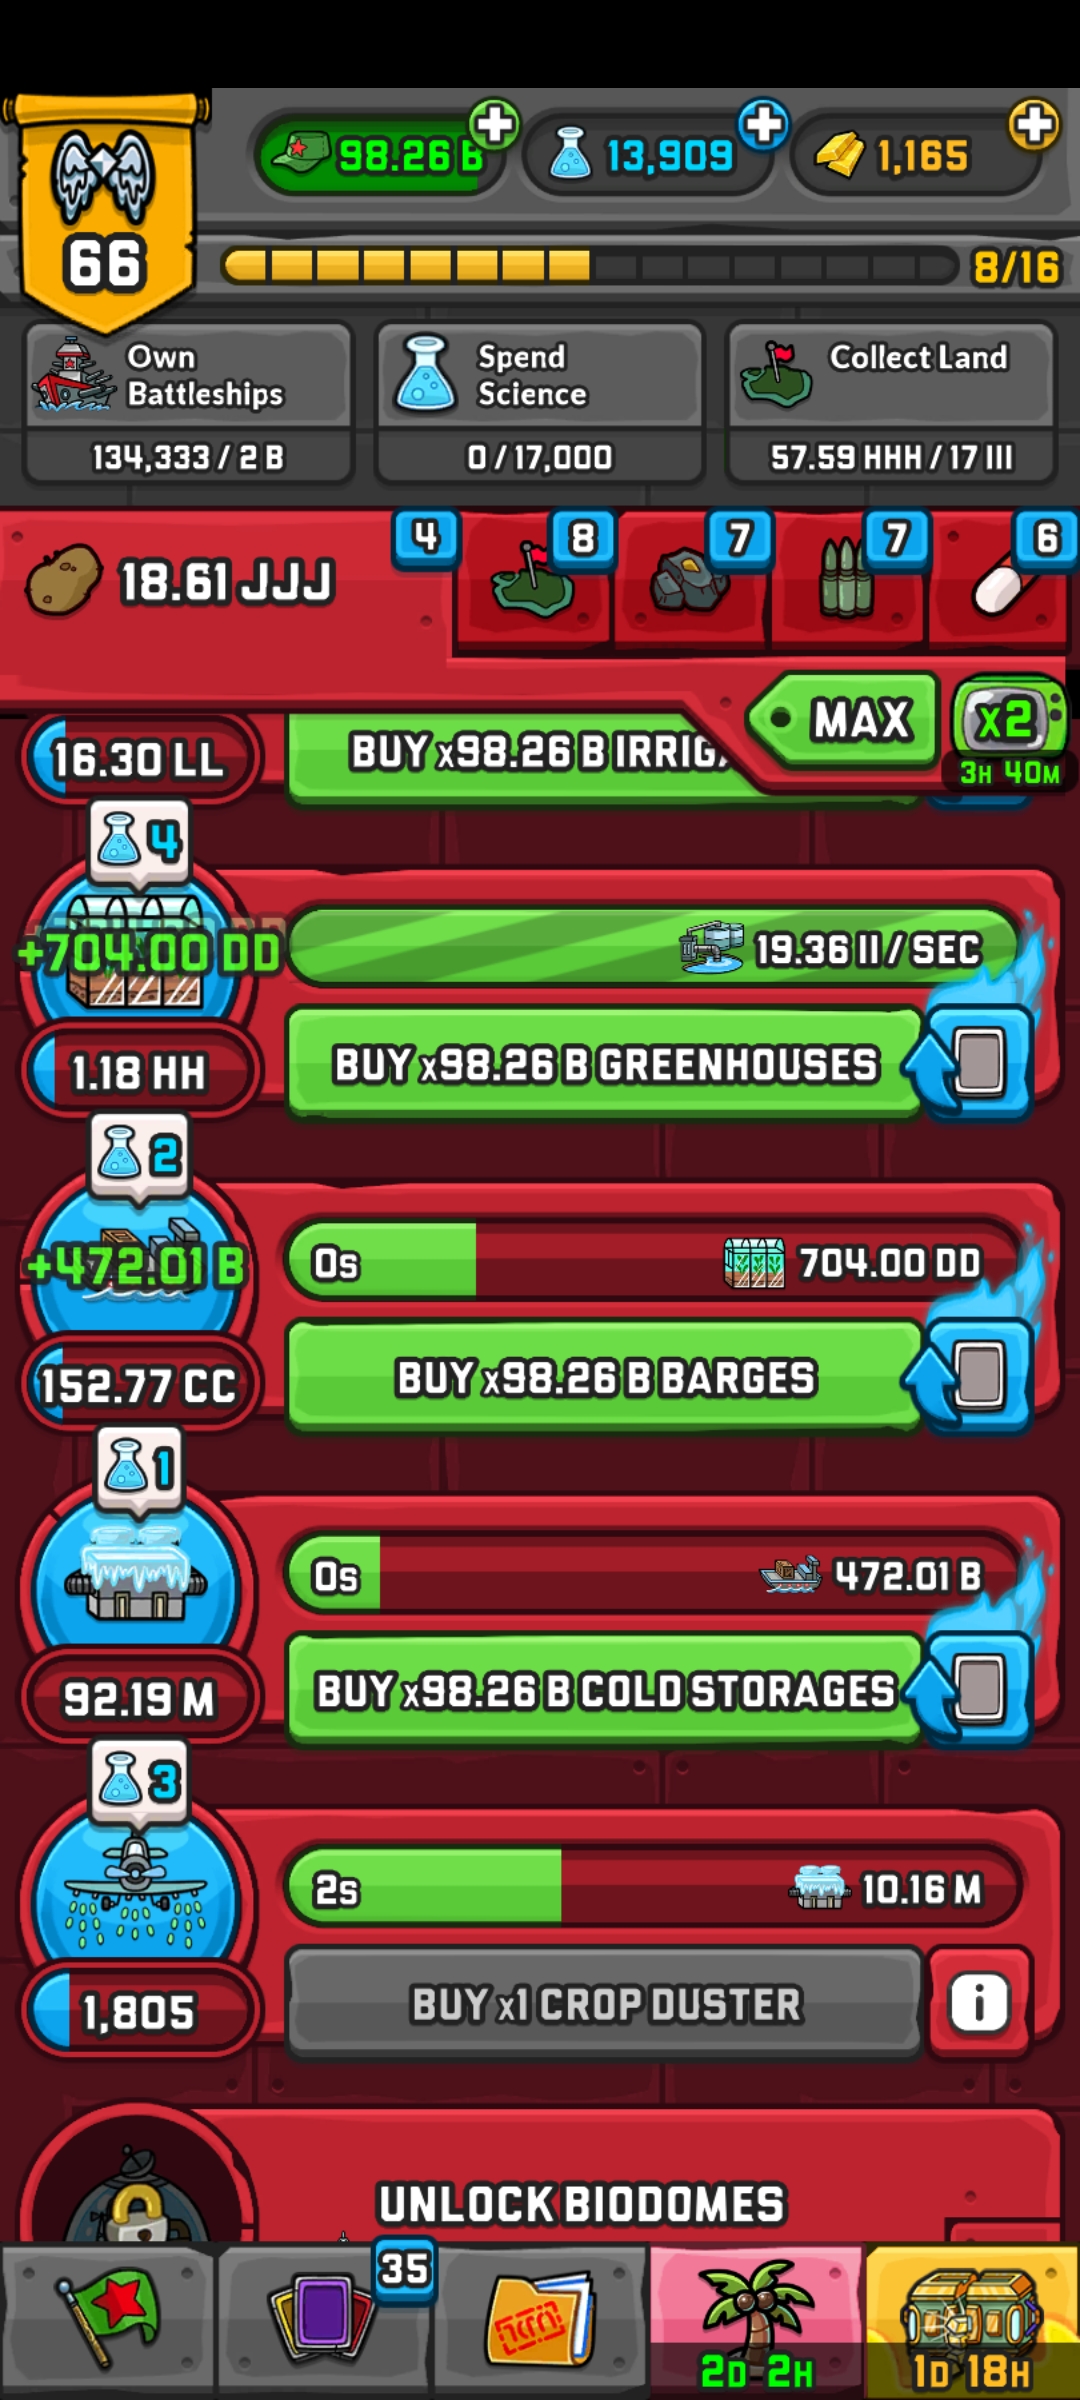 98.26 B
13,909
1,165
66
8/16
Own
Battleships
134,333 / 2 B
Spend
Science
0 / 17,000
Collect Land
57.59 HHH / 17 III
18.61 JJJ
4
8
7
7
6
MAX
x2
3H 40M
16.30 LL
BUY x98.26 B IRRIG
4
+704.00 DD
19.36 II / SEC
1.18 HH
BUY x98.26 B GREENHOUSES
2
+472.01 B
0s
704.00 DD
152.77 CC
BUY x98.26 B BARGES
1
0s
472.01 B
92.19 M
BUY x98.26 B COLD STORAGES
3
2s
10.16 M
1,805
BUY x1 CROP DUSTER
i
UNLOCK BIODOMES
35
2D 2H
1D 18H